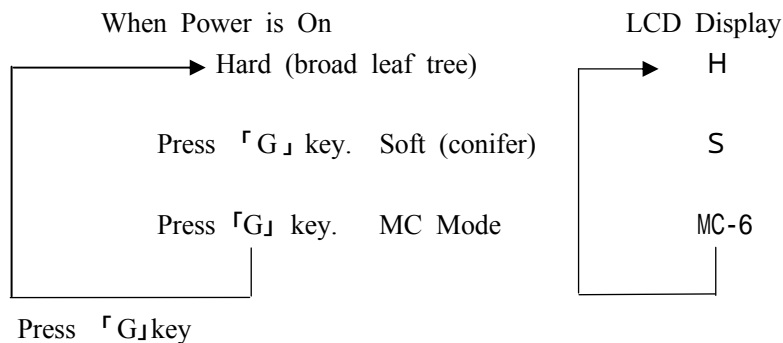 When Power is On LCD Display
Hard (broad leaf tree) H
Press 「G」 key. Soft (conifer) S
Press 「G」 key. MC Mode MC-6
Press 「G」key